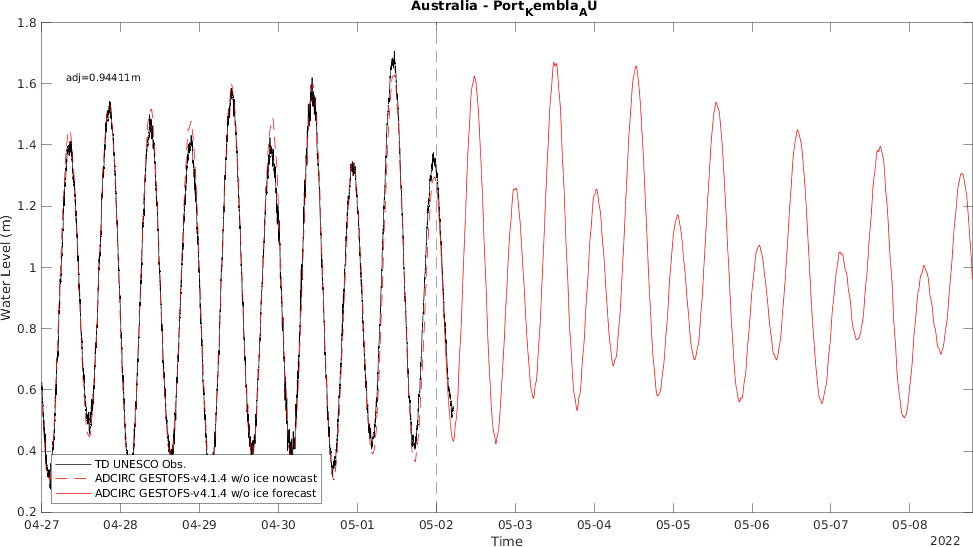 Australia - Port_Kembla_AU
1.8
adj=0.94411m
1.6
1.4
1.2
1
0.8
0.6
0.4
0.2
Water Level (m)
TD UNESCO Obs.
ADCIRC GESTOFS-v4.1.4 w/o ice nowcast
ADCIRC GESTOFS-v4.1.4 w/o ice forecast
04-27 04-28 04-29 04-30 05-01 05-02 05-03 05-04 05-05 05-06 05-07 05-08
Time
2022